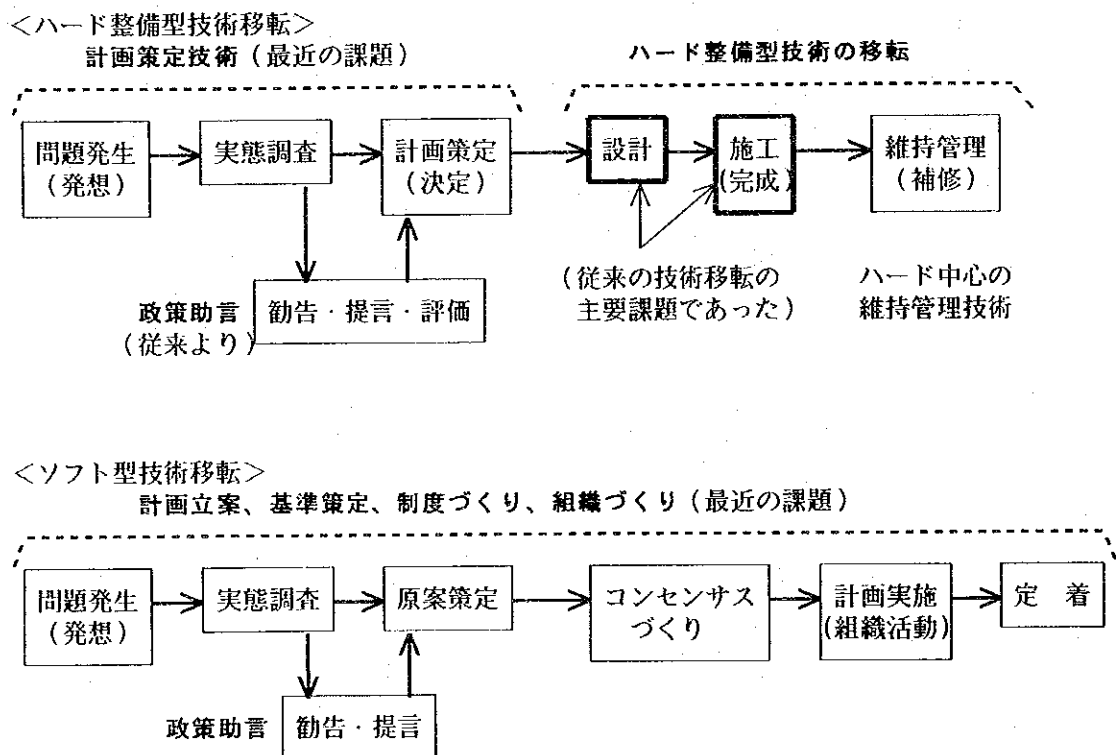 ＜ハード整備型技術移転＞
計画策定技術（最近の課題）
ハード整備型技術の移転
問題発生
（発想）
実態調査
計画策定
（決定）
設計
施工
（完成）
維持管理
（補修）
政策助言
（従来より）
勧告・提言・評価
（従来の技術移転の
主要課題であった）
ハード中心の
維持管理技術
＜ソフト型技術移転＞
計画立案、基準策定、制度づくり、組織づくり（最近の課題）
問題発生
（発想）
実態調査
原案策定
コンセンサス
づくり
計画実施
（組織活動）
定　着
政策助言
勧告・提言